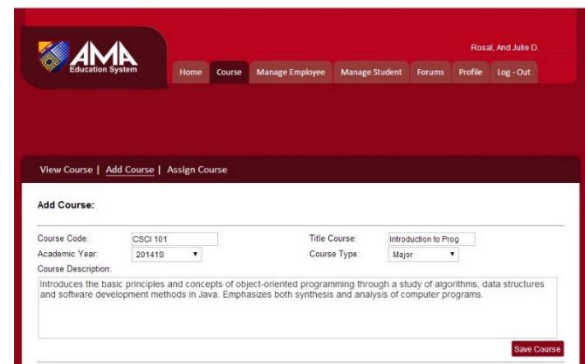 Rosal, And Julie D.
AMA
Education System
Home Course Manage Employee Manage Student Forums Profile Log - Out
View Course | Add Course | Assign Course
Add Course:
Course Code: CSCI 101 Title Course: Introduction to Prog
Academic Year: 20141S Course Type: Major
Course Description:
Introduces the basic principles and concepts of object-oriented programming through a study of algorithms, data structures
and software development methods in Java. Emphasizes both synthesis and analysis of computer programs.
Save Course